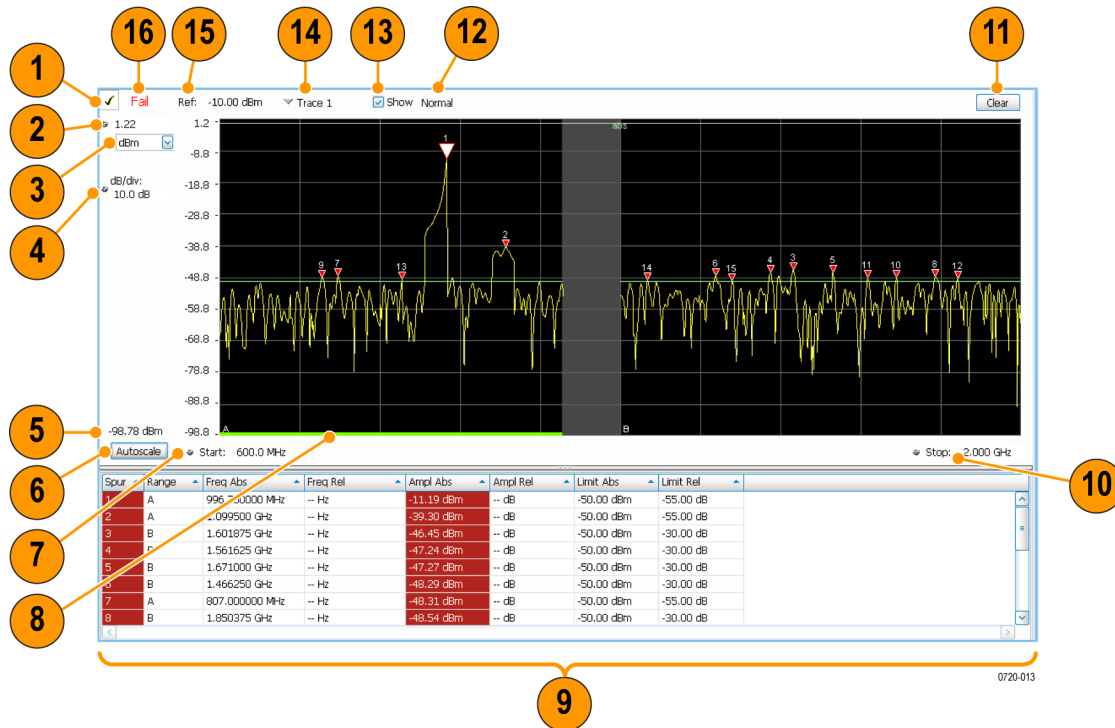 16 15 14 13 12 11
1
Fail Ref: -10.00 dBm Trace 1 Show Normal Clear
2
1.22
dBm
3
dB/div:
10.0 dB
4
1.2
-8.8
-18.8
-28.8
-38.8
-48.8
-58.8
-68.8
-78.8
-88.8
-98.8
abs
1
2
9 7 13 14 6 15 4 3 5 11 10 8 12
A B
5
-98.78 dBm
6
Autoscale Start: 600.0 MHz Stop: 2.000 GHz
10
7
8
Spur Range Freq Abs Freq Rel Ampl Abs Ampl Rel Limit Abs Limit Rel
1 A -- Hz -11.19 dBm -- dB -50.00 dBm -55.00 dB
2 A 1.099500 GHz -- Hz -39.30 dBm -- dB -50.00 dBm -55.00 dB
3 B 1.601875 GHz -- Hz -46.45 dBm -- dB -50.00 dBm -30.00 dB
4 1.561625 GHz -- Hz -47.24 dBm -- dB -50.00 dBm -30.00 dB
5 B 1.671000 GHz -- Hz -47.27 dBm -- dB -50.00 dBm -30.00 dB
6 B 1.466250 GHz -- Hz -48.29 dBm -- dB -50.00 dBm -30.00 dB
7 A 807.000000 MHz -- Hz -48.31 dBm -- dB -50.00 dBm -55.00 dB
8 B 1.850375 GHz -- Hz -48.54 dBm -- dB -50.00 dBm -30.00 dB
9
0720-013